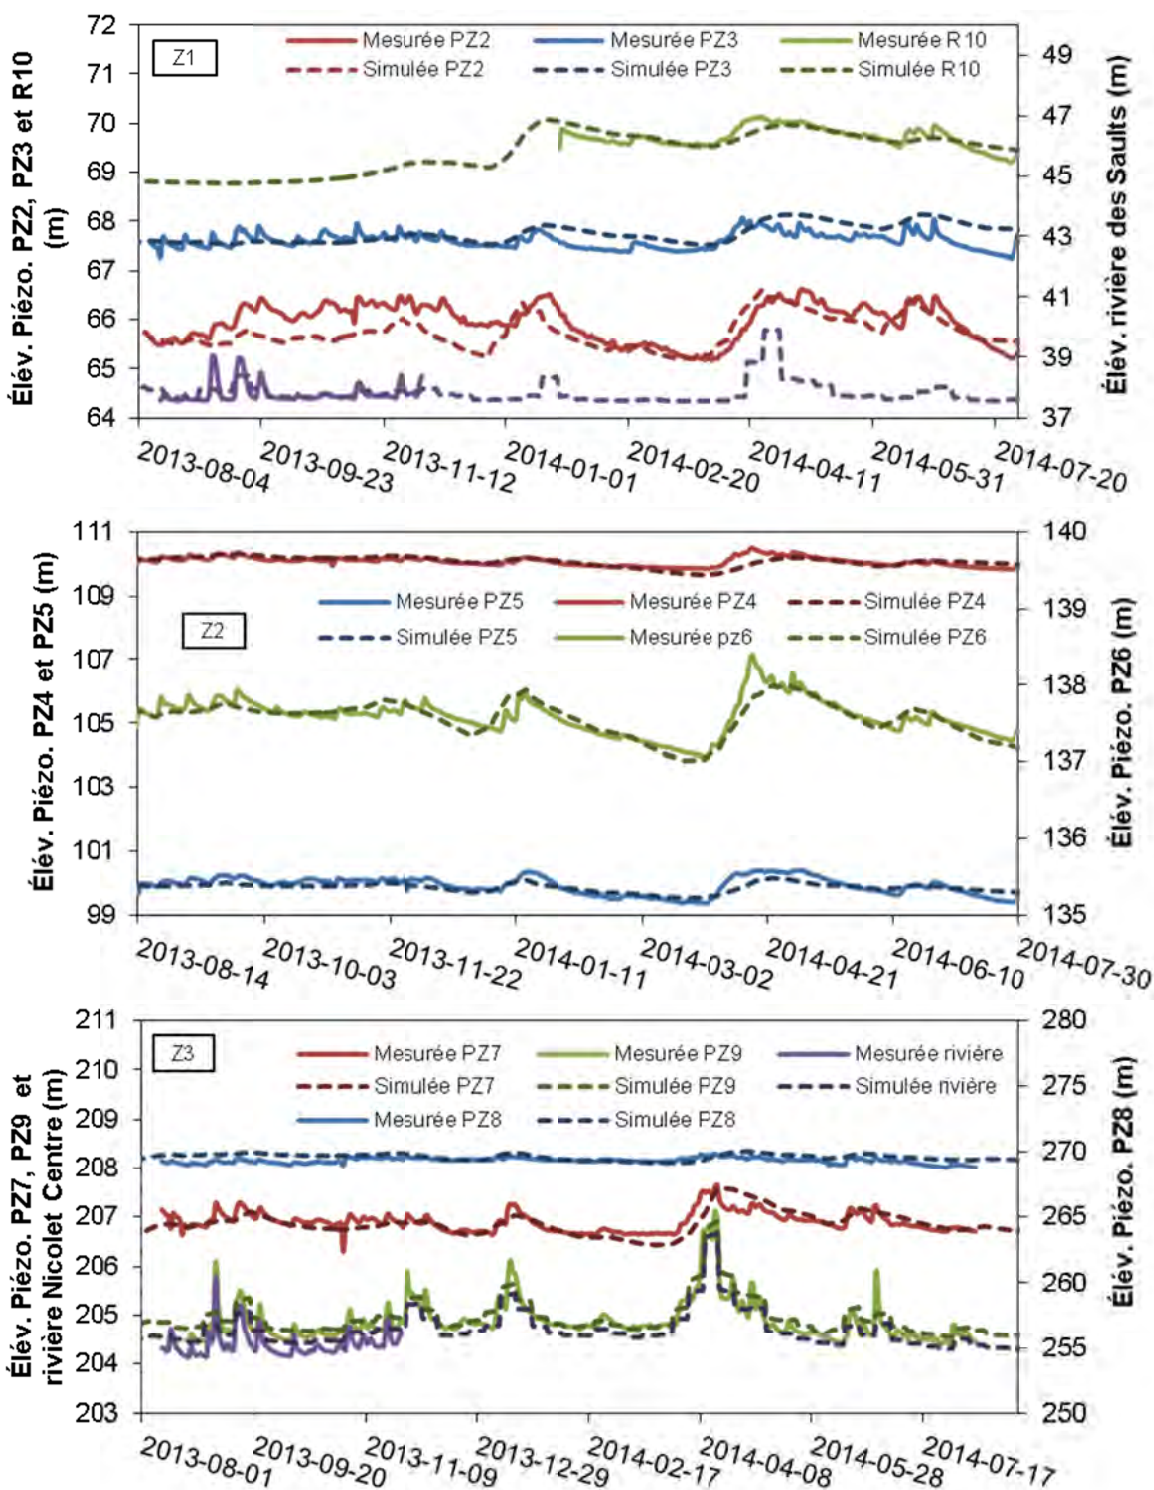 Z1
Mesurée PZ2
Mesurée PZ3
Mesurée R10
Simulée PZ2
Simulée PZ3
Simulée R10
Élév. Piézo. PZ2, PZ3 et R10
(m)
72
71
70
69
68
67
66
65
64
49
47
45
43
41
39
37
Élév. rivière des Saults (m)
2013-08-04
2013-09-23
2013-11-12
2014-01-01
2014-02-20
2014-04-11
2014-05-31
2014-07-20
Z2
Mesurée PZ5
Mesurée PZ4
Simulée PZ4
Simulée PZ5
Mesurée pz6
Simulée PZ6
Élév. Piézo. PZ4 et PZ5 (m)
111
109
107
105
103
101
99
140
139
138
137
136
135
Élév. Piézo. PZ6 (m)
2013-08-14
2013-10-03
2013-11-22
2014-01-11
2014-03-02
2014-04-21
2014-06-10
2014-07-30
Z3
Mesurée PZ7
Mesurée PZ9
Mesurée rivière
Simulée PZ7
Simulée PZ9
Simulée rivière
Mesurée PZ8
Simulée PZ8
Élév. Piézo. PZ7, PZ9 et
rivière Nicolet Centre (m)
211
210
209
208
207
206
205
204
203
280
275
270
265
260
255
250
Élév. Piézo. PZ8 (m)
2013-08-01
2013-09-20
2013-11-09
2013-12-29
2014-02-17
2014-04-08
2014-05-28
2014-07-17